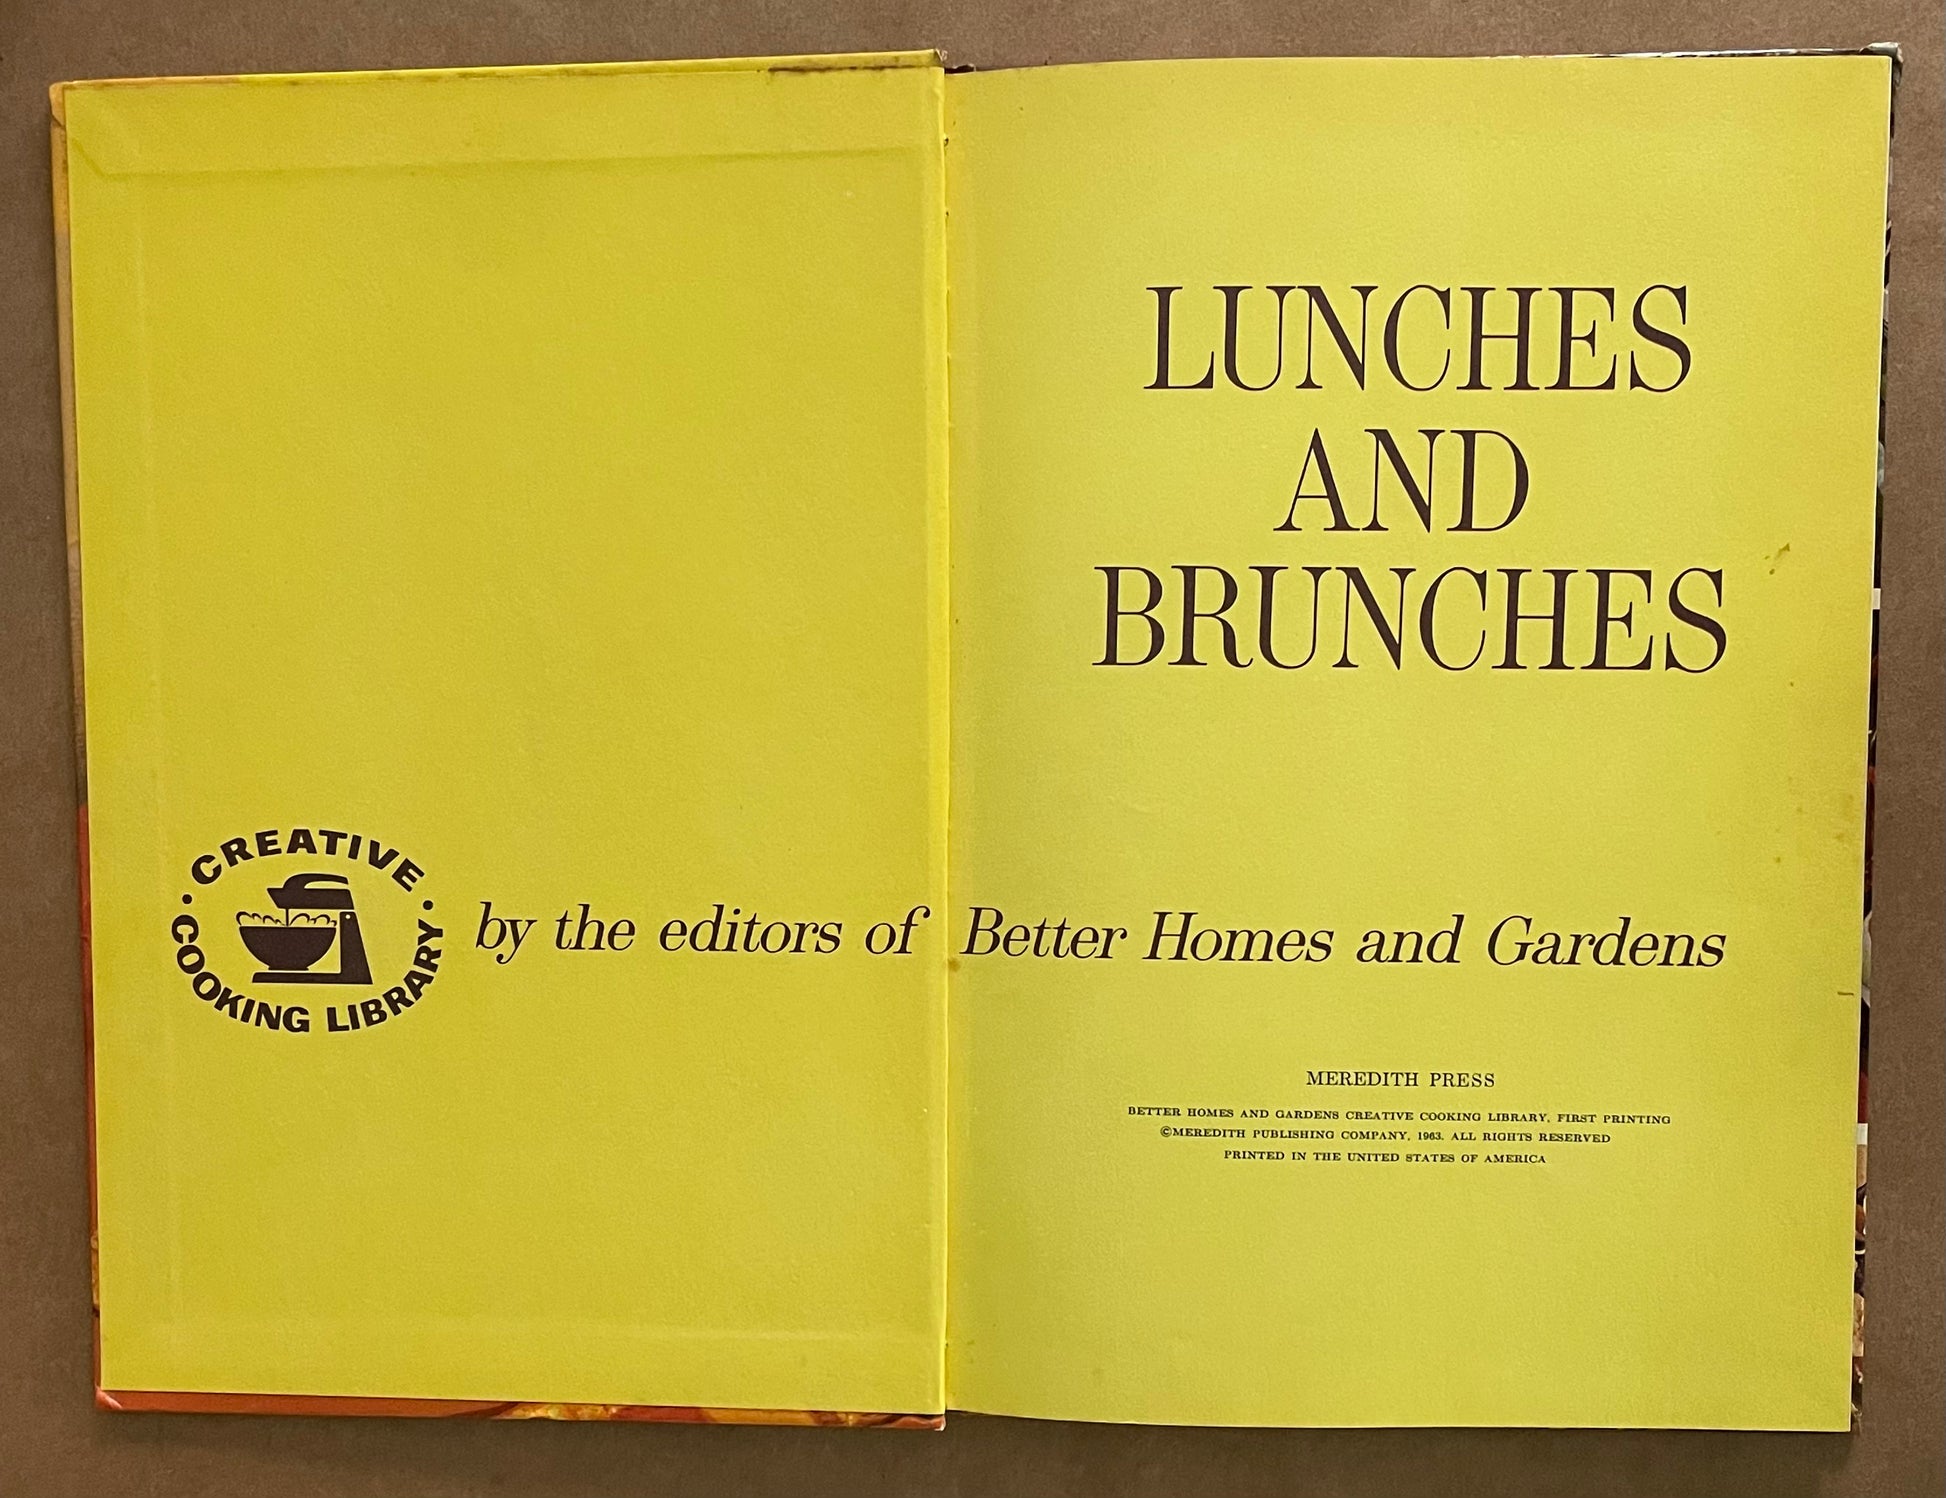 LUNCHES
AND
BRUNCHES
CREATIVE
COOKING LIBRARY
by the editors of Better Homes and Gardens
MEREDITH PRESS
BETTER HOMES AND GARDENS CREATIVE COOKING LIBRARY, FIRST PRINTING
©MEREDITH PUBLISHING COMPANY, 1963. ALL RIGHTS RESERVED
PRINTED IN THE UNITED STATES OF AMERICA